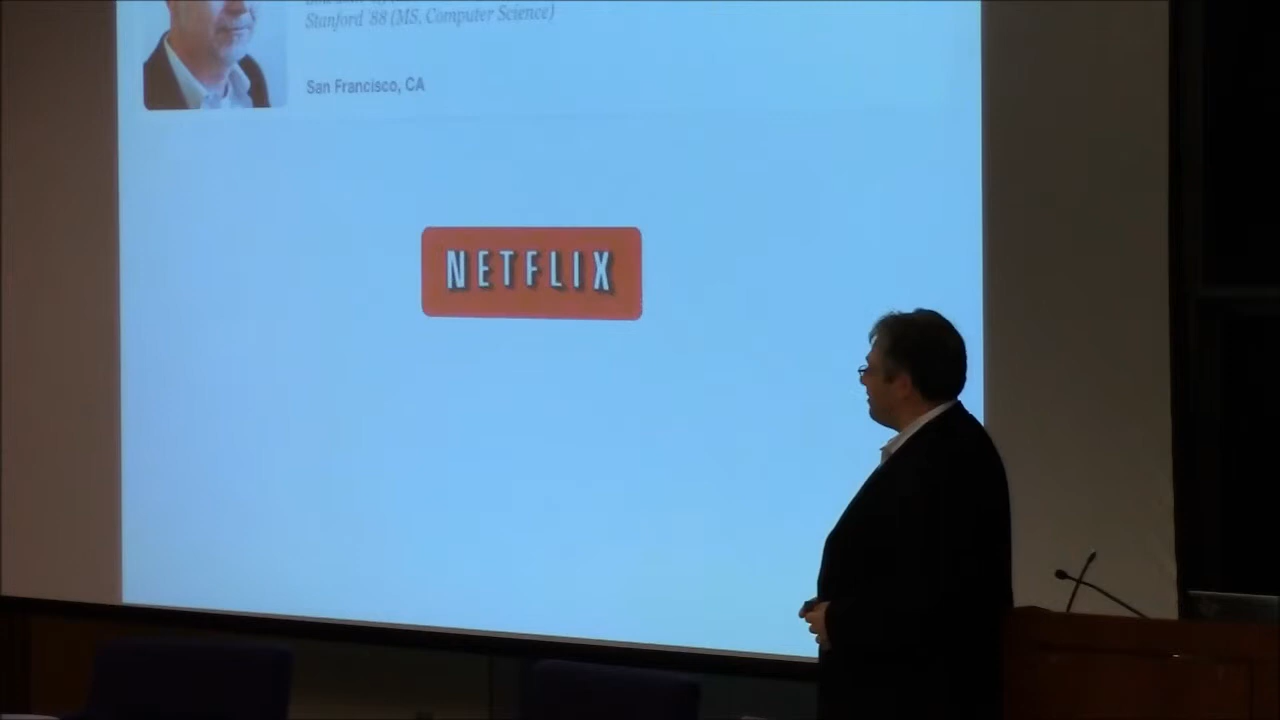 Stanford '88 (MS, Computer Science)
San Francisco, CA
NETFLIX